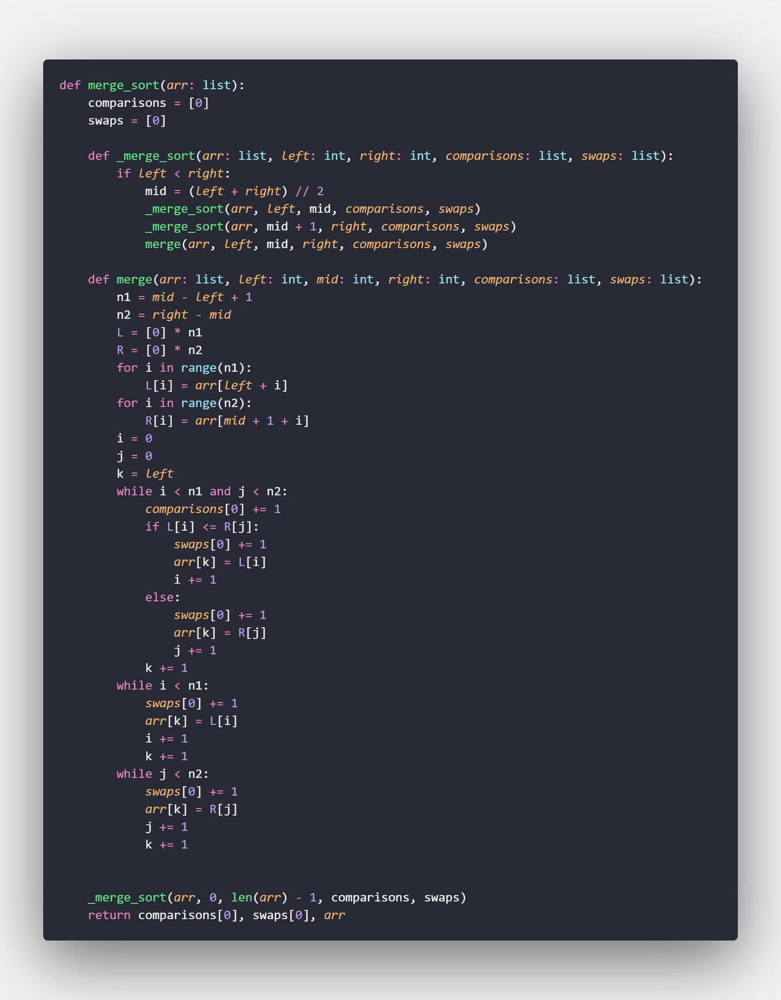 def merge_sort(arr: list):
    comparisons = [0]
    swaps = [0]

    def _merge_sort(arr: list, left: int, right: int, comparisons: list, swaps: list):
        if left < right:
            mid = (left + right) // 2
            _merge_sort(arr, left, mid, comparisons, swaps)
            _merge_sort(arr, mid + 1, right, comparisons, swaps)
            merge(arr, left, mid, right, comparisons, swaps)

    def merge(arr: list, left: int, mid: int, right: int, comparisons: list, swaps: list):
        n1 = mid - left + 1
        n2 = right - mid
        L = [0] * n1
        R = [0] * n2
        for i in range(n1):
            L[i] = arr[left + i]
        for i in range(n2):
            R[i] = arr[mid + 1 + i]
        i = 0
        j = 0
        k = left
        while i < n1 and j < n2:
            comparisons[0] += 1
            if L[i] <= R[j]:
                swaps[0] += 1
                arr[k] = L[i]
                i += 1
            else:
                swaps[0] += 1
                arr[k] = R[j]
                j += 1
            k += 1
        while i < n1:
            swaps[0] += 1
            arr[k] = L[i]
            i += 1
            k += 1
        while j < n2:
            swaps[0] += 1
            arr[k] = R[j]
            j += 1
            k += 1


    _merge_sort(arr, 0, len(arr) - 1, comparisons, swaps)
    return comparisons[0], swaps[0], arr